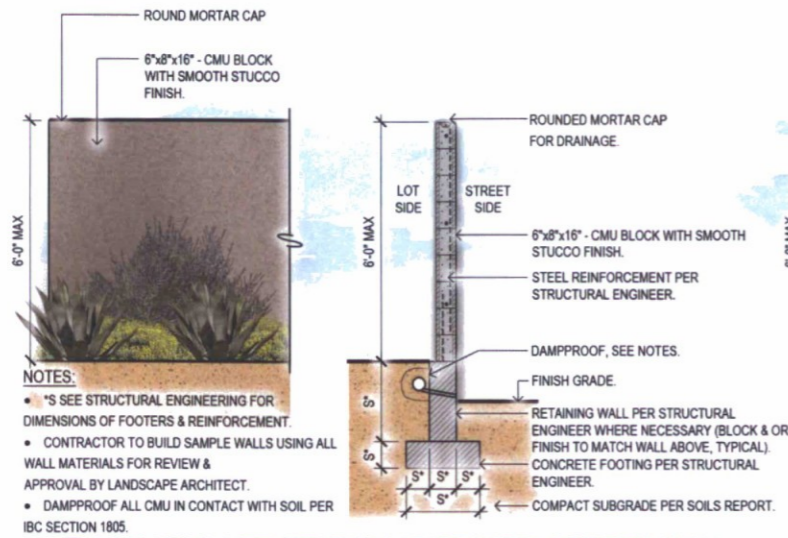 ROUND MORTAR CAP
6"x8"x16" - CMU BLOCK
WITH SMOOTH STUCCO
FINISH.
6'-0" MAX
NOTES:
• *S SEE STRUCTURAL ENGINEERING FOR
DIMENSIONS OF FOOTERS & REINFORCEMENT.
• CONTRACTOR TO BUILD SAMPLE WALLS USING ALL
WALL MATERIALS FOR REVIEW &
APPROVAL BY LANDSCAPE ARCHITECT.
• DAMPPROOF ALL CMU IN CONTACT WITH SOIL PER
IBC SECTION 1805.
ROUNDED MORTAR CAP
FOR DRAINAGE.
LOT
SIDE
STREET
SIDE
6'-0" MAX
6"x8"x16" - CMU BLOCK WITH SMOOTH
STUCCO FINISH.
STEEL REINFORCEMENT PER
STRUCTURAL ENGINEER.
DAMPPROOF, SEE NOTES.
FINISH GRADE.
RETAINING WALL PER STRUCTURAL
ENGINEER WHERE NECESSARY (BLOCK & OR
FINISH TO MATCH WALL ABOVE, TYPICAL).
CONCRETE FOOTING PER STRUCTURAL
ENGINEER.
COMPACT SUBGRADE PER SOILS REPORT.
S*
S*
S* S* S*
S*